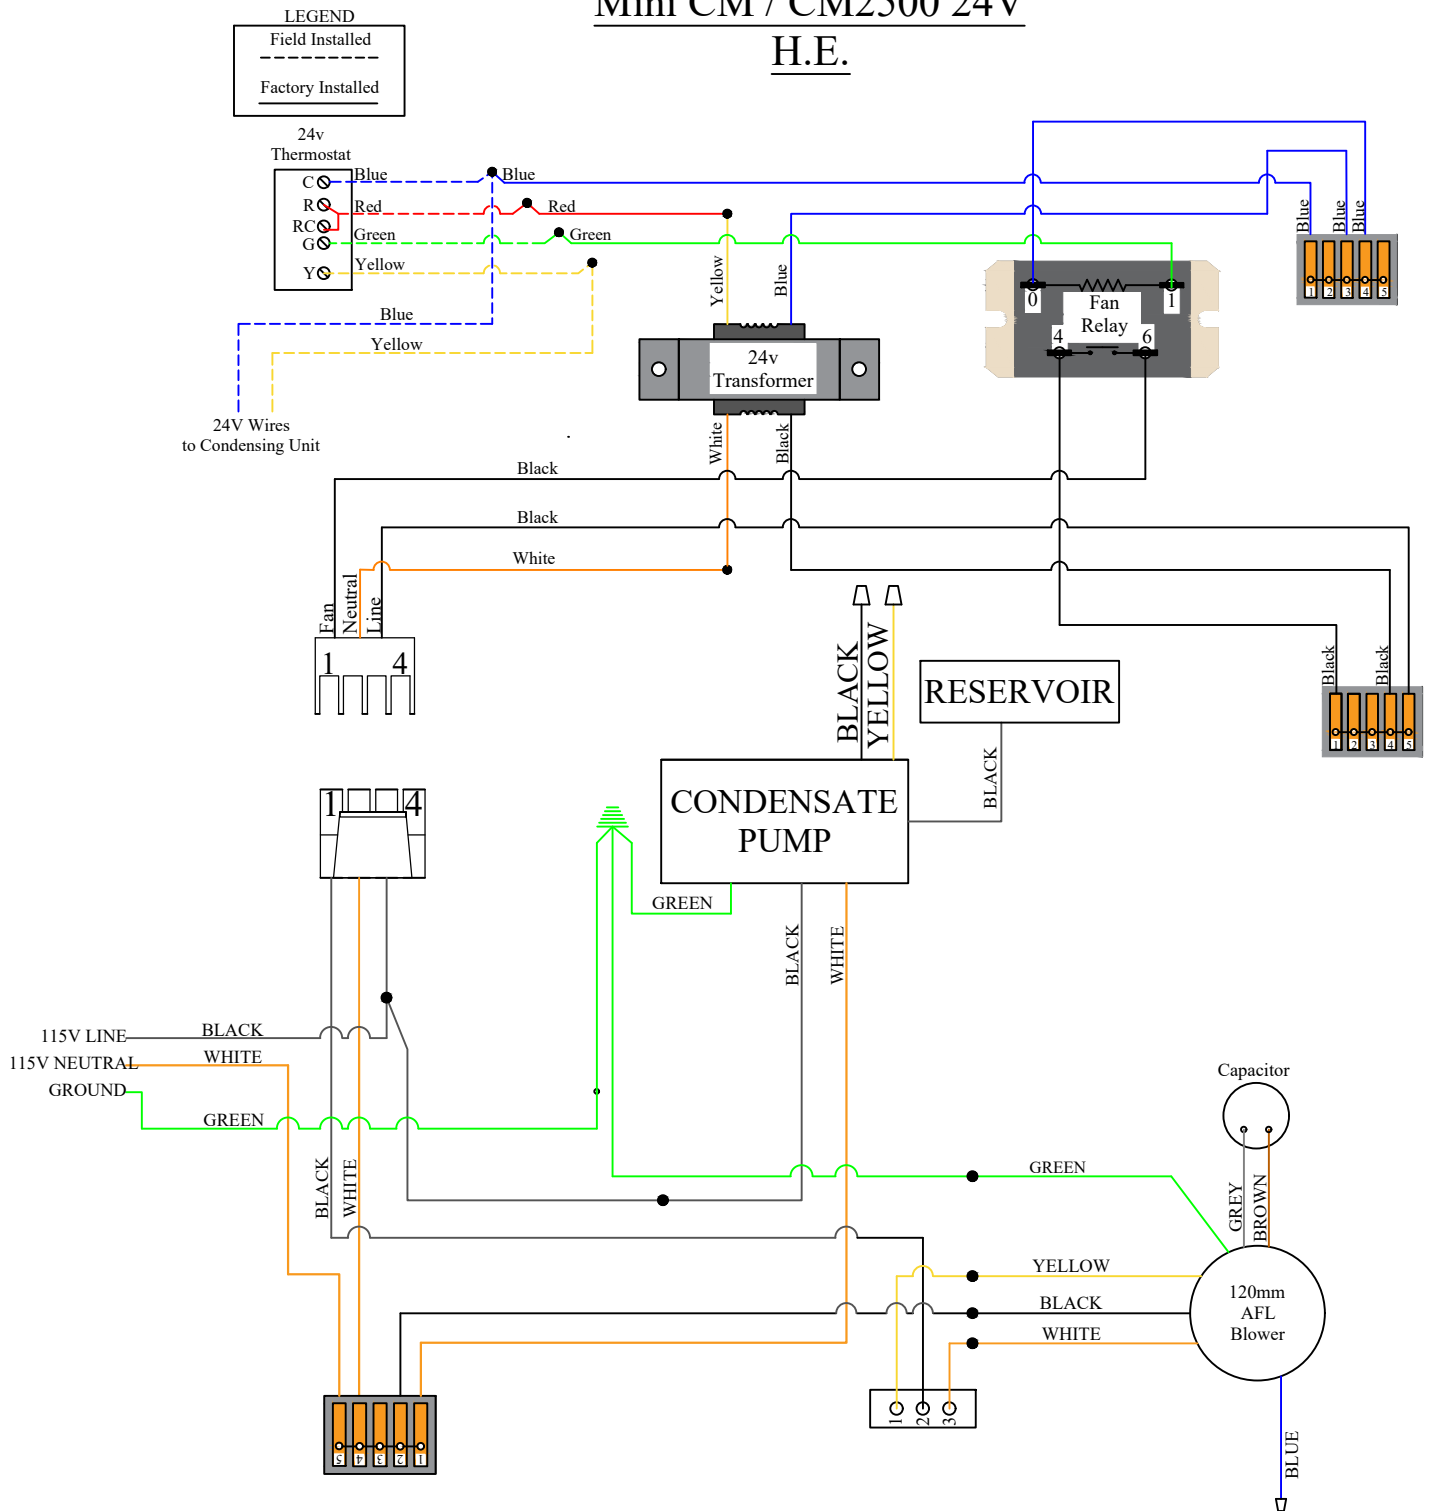 Mini CM / CM2500 24V
H.E.
LEGEND
Field Installed
Factory Installed
24v
Thermostat
C
R
RC
G
Y
Blue
Red
Green
Yellow
Blue
Red
Green
Blue
Yellow
24V Wires
to Condensing Unit
Yellow
Blue
24v
Transformer
White
Black
0
1
Fan
Relay
4
6
Blue
Blue
Blue
1 2 3 4 5
Black
Black
White
Fan
Neutral
Line
1 4
BLACK
YELLOW
RESERVOIR
BLACK
Black
Black
1 2 3 4 5
CONDENSATE
PUMP
1 4
GREEN
BLACK
WHITE
115V LINE
BLACK
115V NEUTRAL
WHITE
GROUND
GREEN
BLACK
WHITE
Capacitor
GREY
BROWN
GREEN
YELLOW
BLACK
WHITE
120mm
AFL
Blower
BLUE
1 2 3
5 4 3 2 1